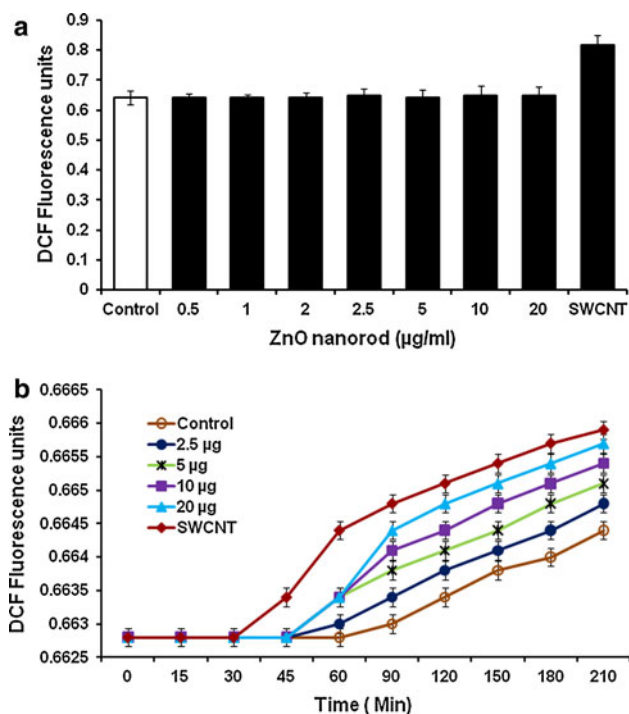 a
DCF Fluorescence units
0.9
0.8
0.7
0.6
0.5
0.4
0.3
0.2
0.1
0
Control 0.5 1 2 2.5 5 10 20 SWCNT
ZnO nanorod (µg/ml)
b
DCF Fluorescence units
0.6665
0.666
0.6655
0.665
0.6645
0.664
0.6635
0.663
0.6625
Control
2.5 µg
5 µg
10 µg
20 µg
SWCNT
0 15 30 45 60 90 120 150 180 210
Time ( Min)